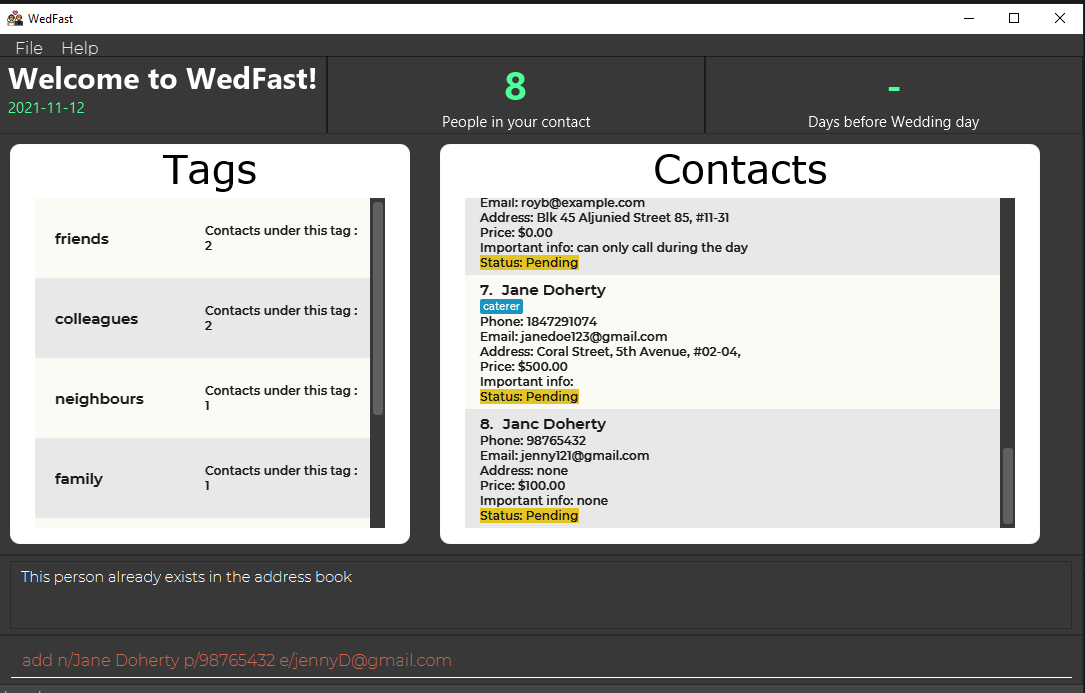 WedFast
File Help
Welcome to WedFast!
2021-11-12
8
People in your contact
-
Days before Wedding day
Tags
friends
Contacts under this tag :
2
colleagues
Contacts under this tag :
2
neighbours
Contacts under this tag :
1
family
Contacts under this tag :
1
Contacts
Email: royb@example.com
Address: Blk 45 Aljunied Street 85, #11-31
Price: $0.00
Important info: can only call during the day
Status: Pending
7. Jane Doherty
caterer
Phone: 1847291074
Email: janedoe123@gmail.com
Address: Coral Street, 5th Avenue, #02-04,
Price: $500.00
Important info:
Status: Pending
8. Janc Doherty
Phone: 98765432
Email: jenny121@gmail.com
Address: none
Price: $100.00
Important info: none
Status: Pending
This person already exists in the address book
add n/Jane Doherty p/98765432 e/jennyD@gmail.com